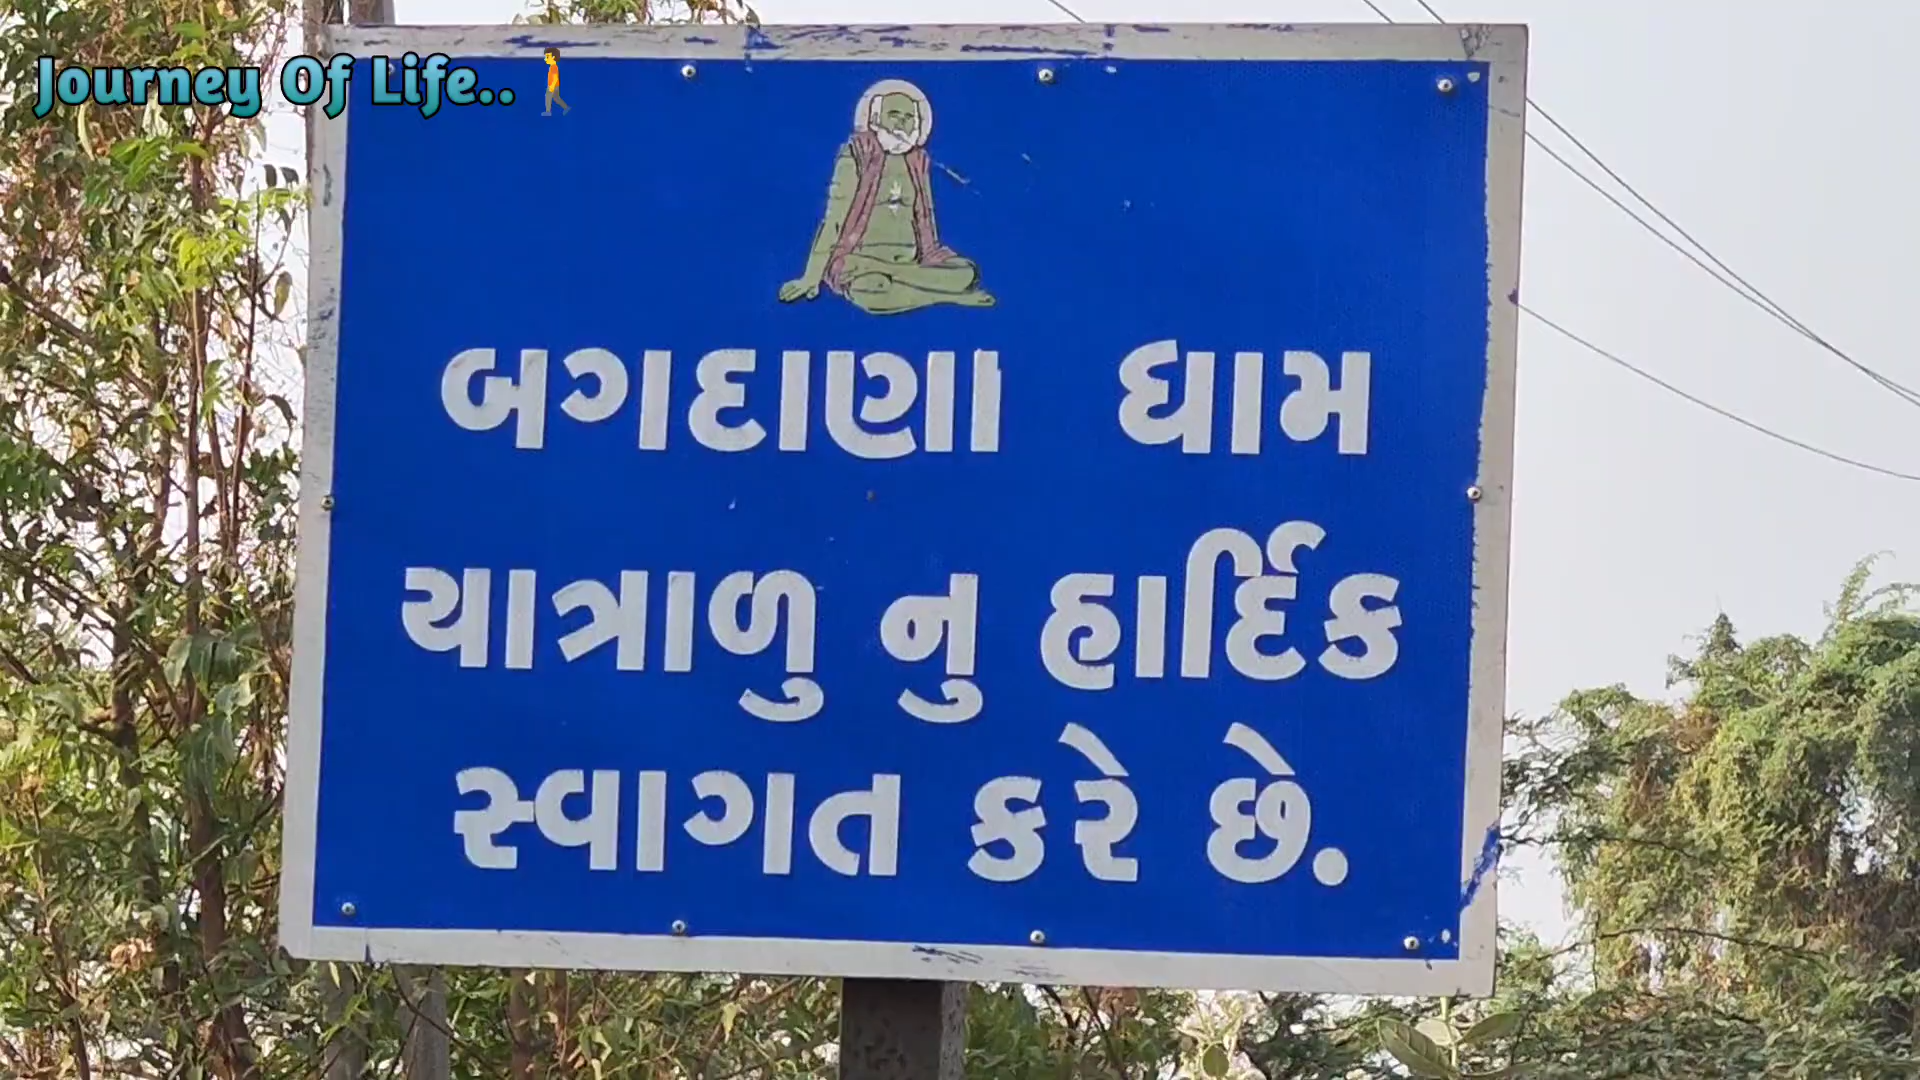 Journey Of Life..🚶
બગદાણા ધામ
યાત્રાળુ નુ હાર્દિક
સ્વાગત કરે છે.